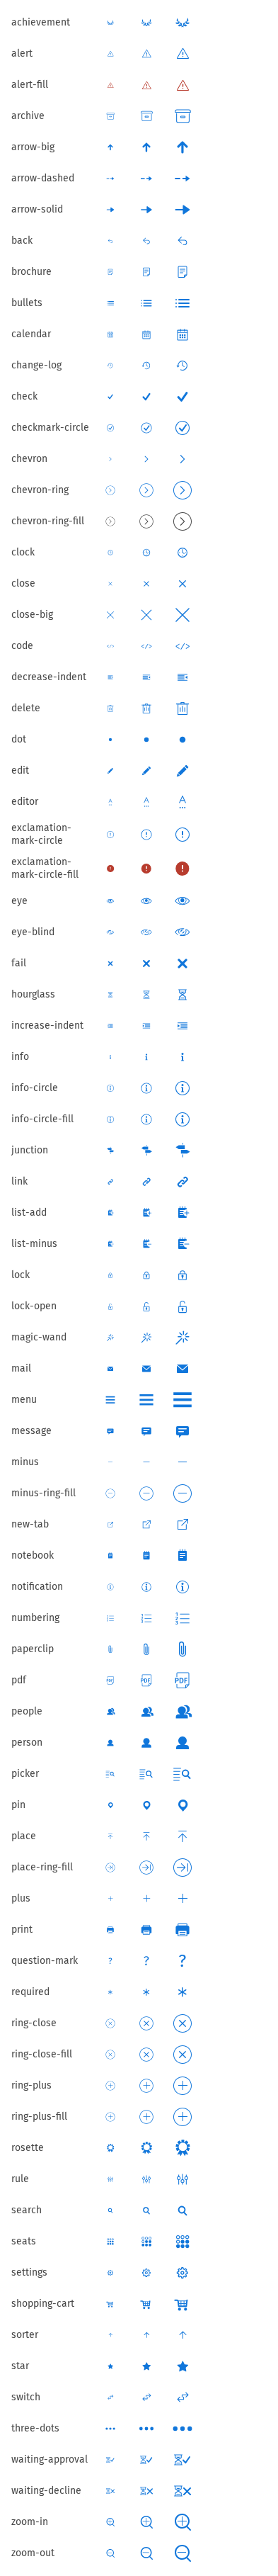 achievement
alert
alert-fill
archive
arrow-big
arrow-dashed
arrow-solid
back
brochure
bullets
calendar
change-log
check
checkmark-circle
chevron
chevron-ring
chevron-ring-fill
clock
close
close-big
code
decrease-indent
delete
dot
edit
editor
exclamation-
mark-circle
exclamation-
mark-circle-fill
eye
eye-blind
fail
hourglass
increase-indent
info
info-circle
info-circle-fill
junction
link
list-add
list-minus
lock
lock-open
magic-wand
mail
menu
message
minus
minus-ring-fill
new-tab
notebook
notification
numbering
paperclip
pdf PDF PDF
people
person
picker
pin
place
place-ring-fill
plus
print
question-mark
required
ring-close
ring-close-fill
ring-plus
ring-plus-fill
rosette
rule
search
seats
settings
shopping-cart
sorter
star
switch
three-dots
waiting-approval
waiting-decline
zoom-in
zoom-out